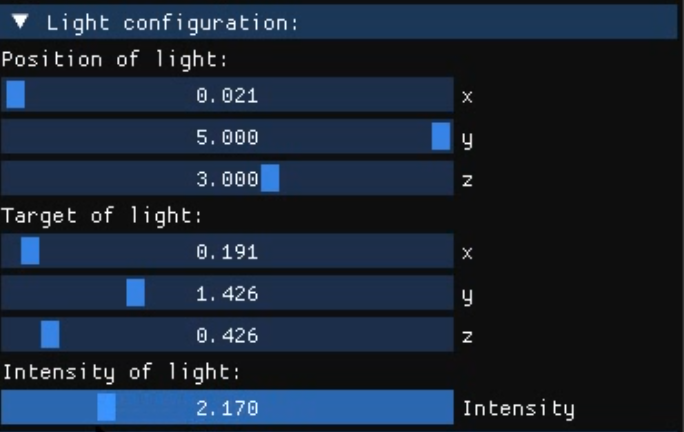 Light configuration:
Position of light:
0.021 x
5.000 y
3.000 z
Target of light:
0.191 x
1.426 y
0.426 z
Intensity of light:
2.170 Intensity